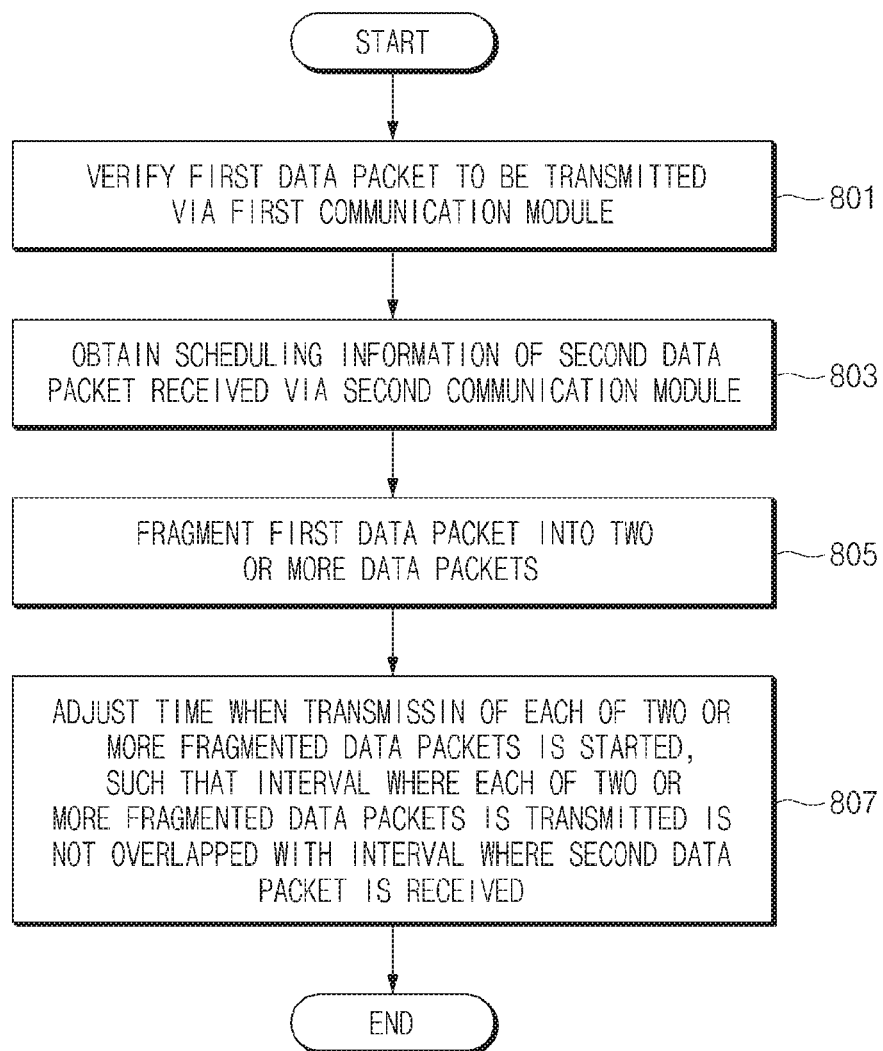 START
VERIFY FIRST DATA PACKET TO BE TRANSMITTED
VIA FIRST COMMUNICATION MODULE
801
OBTAIN SCHEDULING INFORMATION OF SECOND DATA
PACKET RECEIVED VIA SECOND COMMUNICATION MODULE
803
FRAGMENT FIRST DATA PACKET INTO TWO
OR MORE DATA PACKETS
805
ADJUST TIME WHEN TRANSMISSIN OF EACH OF TWO OR
MORE FRAGMENTED DATA PACKETS IS STARTED,
SUCH THAT INTERVAL WHERE EACH OF TWO OR
MORE FRAGMENTED DATA PACKETS IS TRANSMITTED IS
NOT OVERLAPPED WITH INTERVAL WHERE SECOND DATA
PACKET IS RECEIVED
807
END